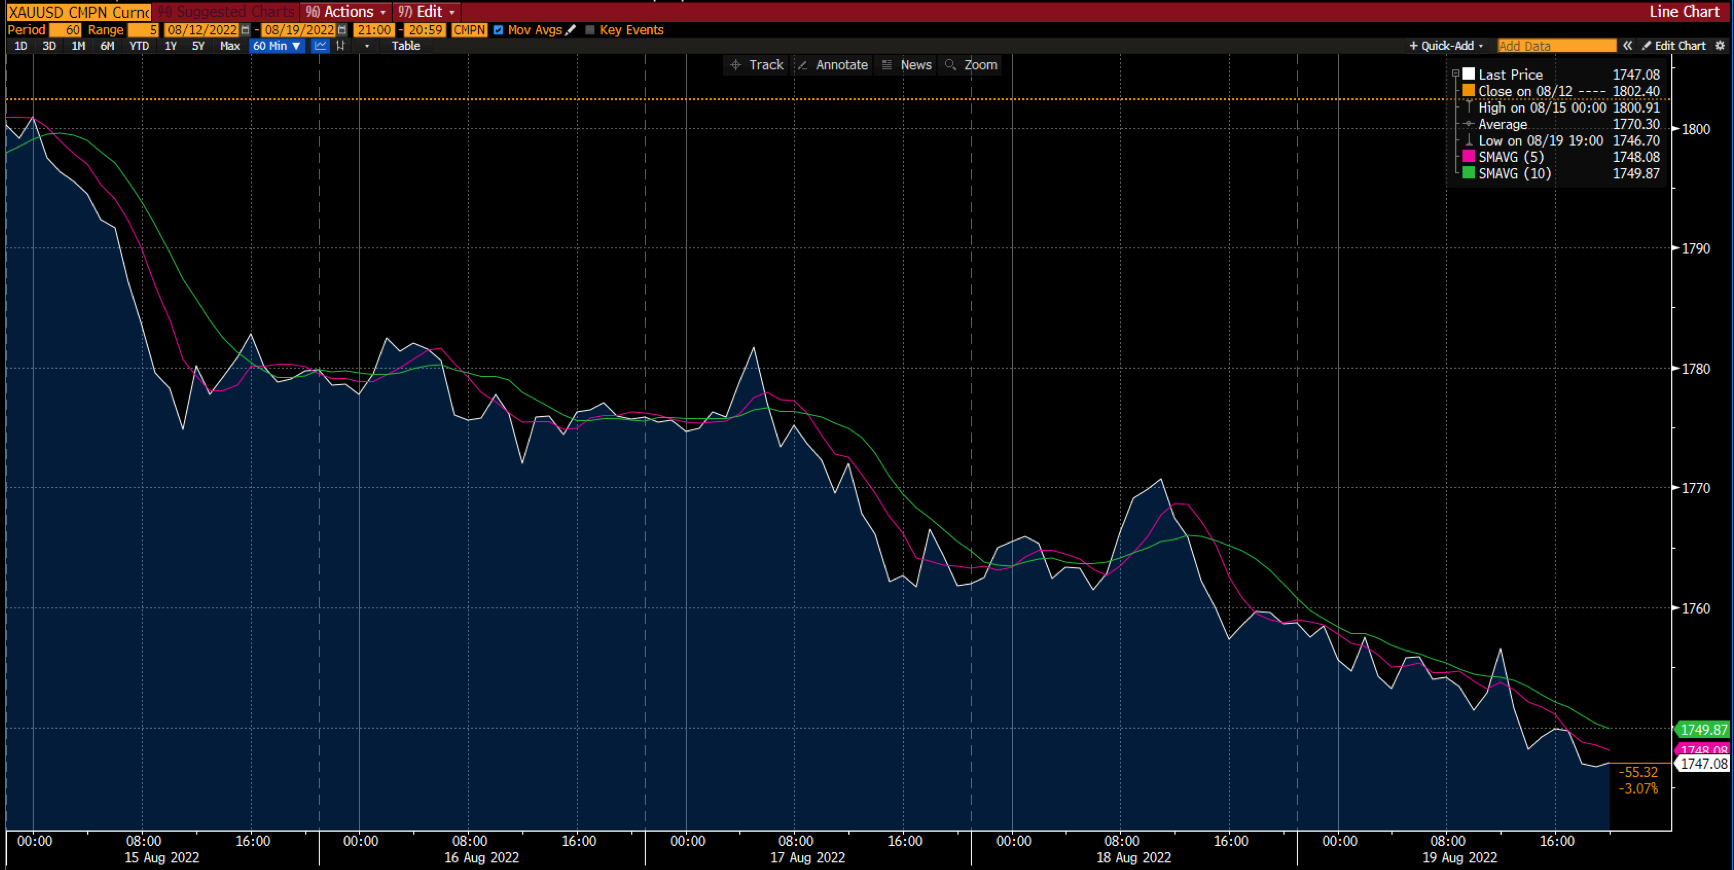 XAUUSD CMPN Curnc 94) Suggested Charts 96) Actions 97) Edit Line Chart
Period 60 Range 5 08/12/2022 - 08/19/2022 21:00 - 20:59 CMPN Mov Avgs Key Events
1D 3D 1M 6M YTD 1Y 5Y Max 60 Min Table + Quick-Add Add Data « Edit Chart
Track Annotate News Zoom
Last Price 1747.08
Close on 08/12 ---- 1802.40
High on 08/15 00:00 1800.91
Average 1770.30
Low on 08/19 19:00 1746.70
SMAVG (5) 1748.08
SMAVG (10) 1749.87
1800
1790
1780
1770
1760
1749.87
1748.08
1747.08
-55.32
-3.07%
00:00 08:00 16:00 00:00 08:00 16:00 00:00 08:00 16:00 00:00 08:00 16:00 00:00 08:00 16:00
15 Aug 2022 16 Aug 2022 17 Aug 2022 18 Aug 2022 19 Aug 2022